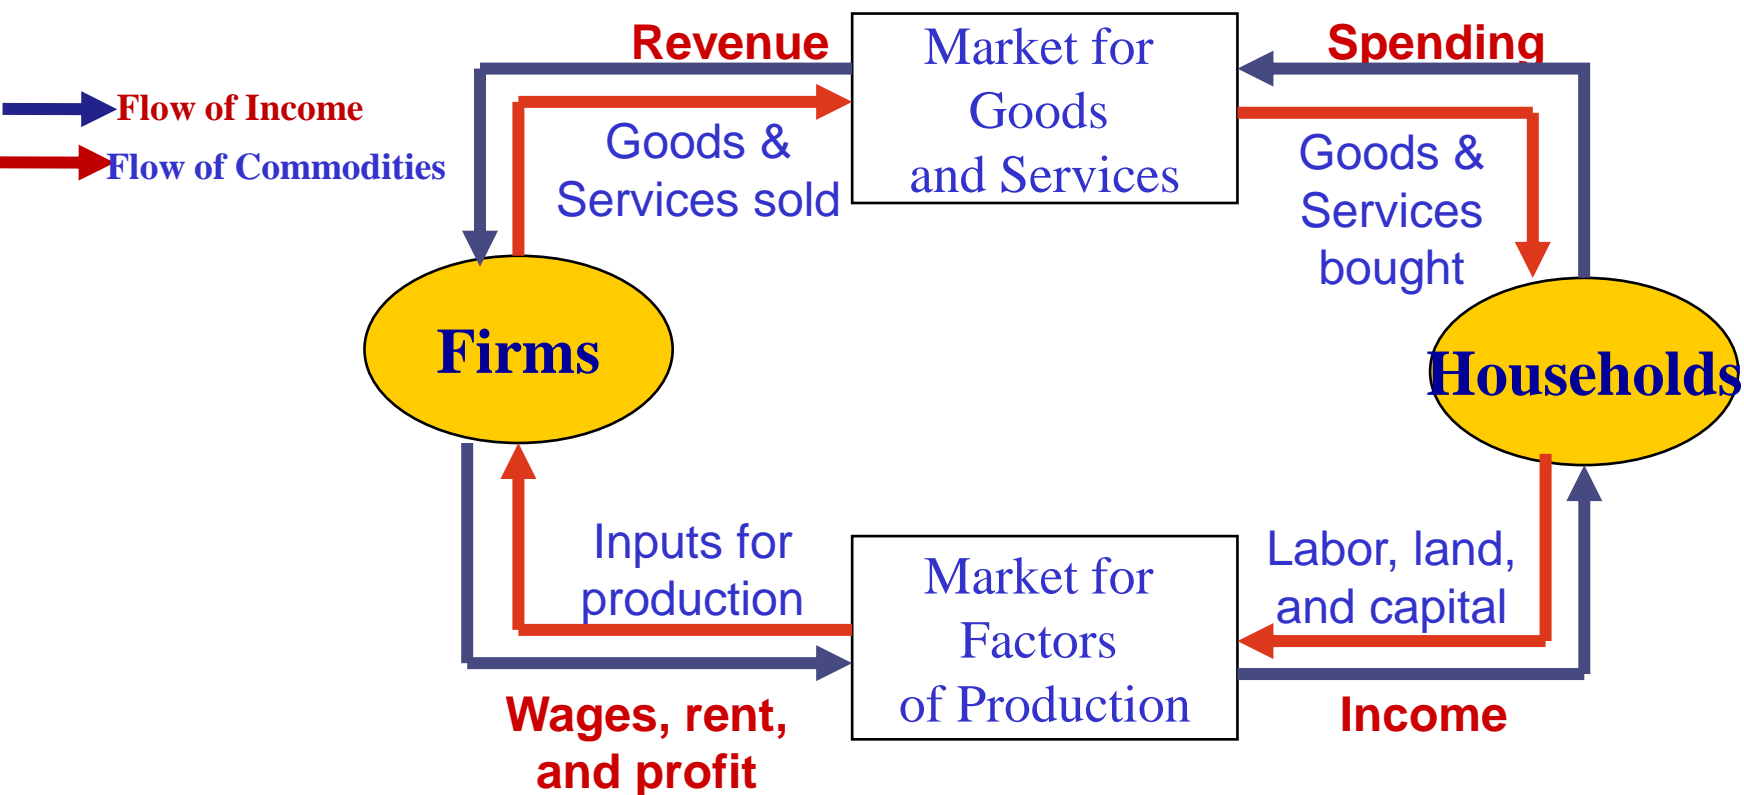 Revenue
Market for
Goods
and Services
Spending
Flow of Income
Flow of Commodities
Goods &
Services sold
Goods &
Services
bought
Firms
Households
Inputs for
production
Market for
Factors
of Production
Labor, land,
and capital
Wages, rent,
and profit
Income